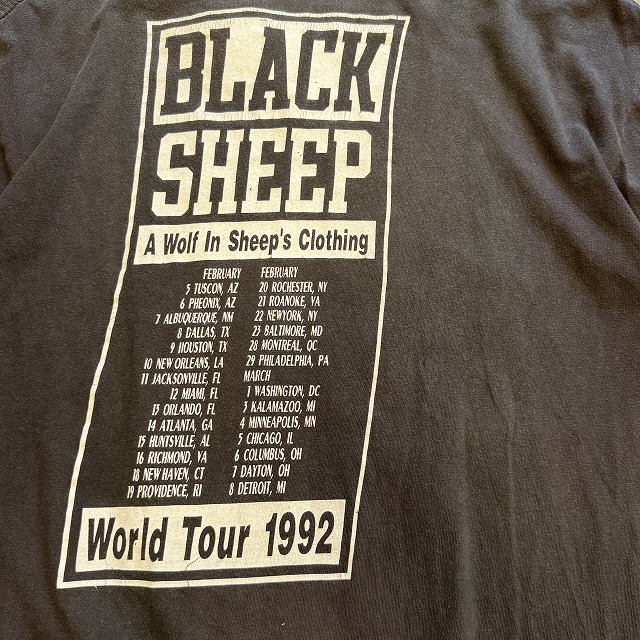 BLACK
SHEEP
A Wolf In Sheep's Clothing
FEBRUARY
5 TUSCON, AZ
6 PHEONIX, AZ
7 ALBUQUERQUE, NM
8 DALLAS, TX
9 HOUSTON, TX
10 NEW ORLEANS, LA
11 JACKSONVILLE, FL
12 MIAMI, FL
13 ORLANDO, FL
14 ATLANTA, GA
15 HUNTSVILLE, AL
16 RICHMOND, VA
18 NEW HAVEN, CT
19 PROVIDENCE, RI
FEBRUARY
20 ROCHESTER, NY
21 ROANOKE, VA
22 NEWYORK, NY
23 BALTIMORE, MD
28 MONTREAL, QC
29 PHILADELPHIA, PA
MARCH
1 WASHINGTON, DC
3 KALAMAZOO, MI
4 MINNEAPOLIS, MN
5 CHICAGO, IL
6 COLUMBUS, OH
7 DAYTON, OH
8 DETROIT, MI
World Tour 1992